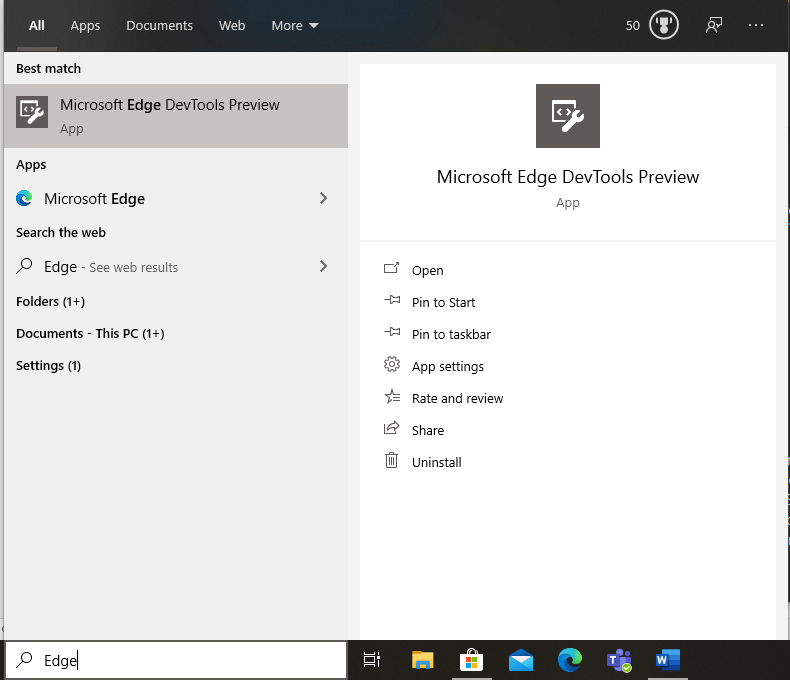 All Apps Documents Web More 50 ...
Best match
Microsoft Edge DevTools Preview
App
Apps
Microsoft Edge
Search the web
Edge - See web results
Folders (1+)
Documents - This PC (1+)
Settings (1)
Microsoft Edge DevTools Preview
App
Open
Pin to Start
Pin to taskbar
App settings
Rate and review
Share
Uninstall
Edge